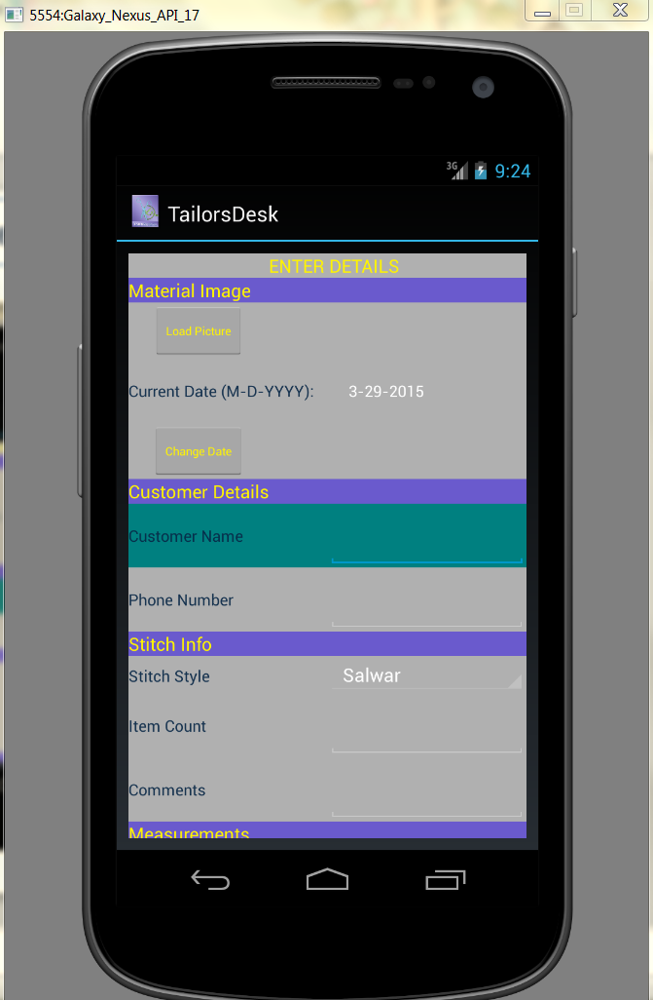 5554:Galaxy_Nexus_API_17
3G 9:24
TailorsDesk
ENTER DETAILS
Material Image
Load Picture
Current Date (M-D-YYYY): 3-29-2015
Change Date
Customer Details
Customer Name
Phone Number
Stitch Info
Stitch Style Salwar
Item Count
Comments
Measurements